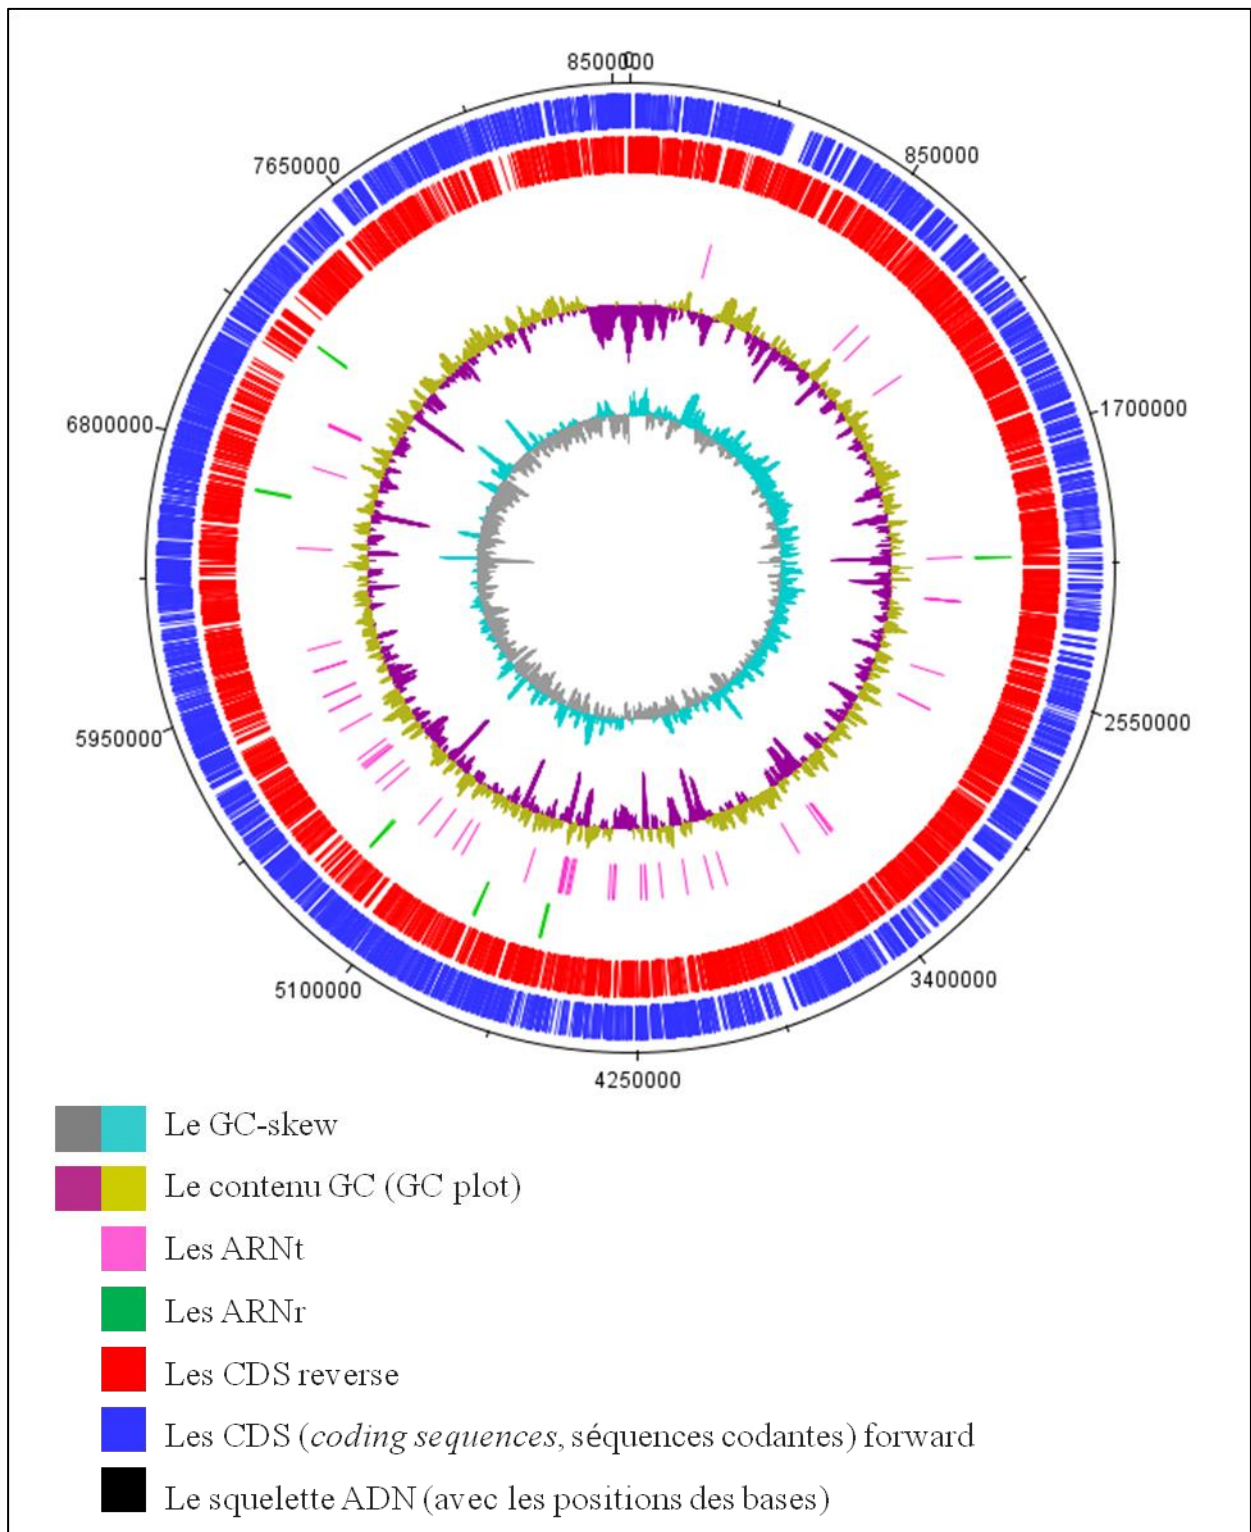 8500000
0
850000
7650000
1700000
6800000
2550000
5950000
3400000
5100000
4250000
Le GC-skew
Le contenu GC (GC plot)
Les ARNt
Les ARNr
Les CDS reverse
Les CDS (coding sequences, séquences codantes) forward
Le squelette ADN (avec les positions des bases)